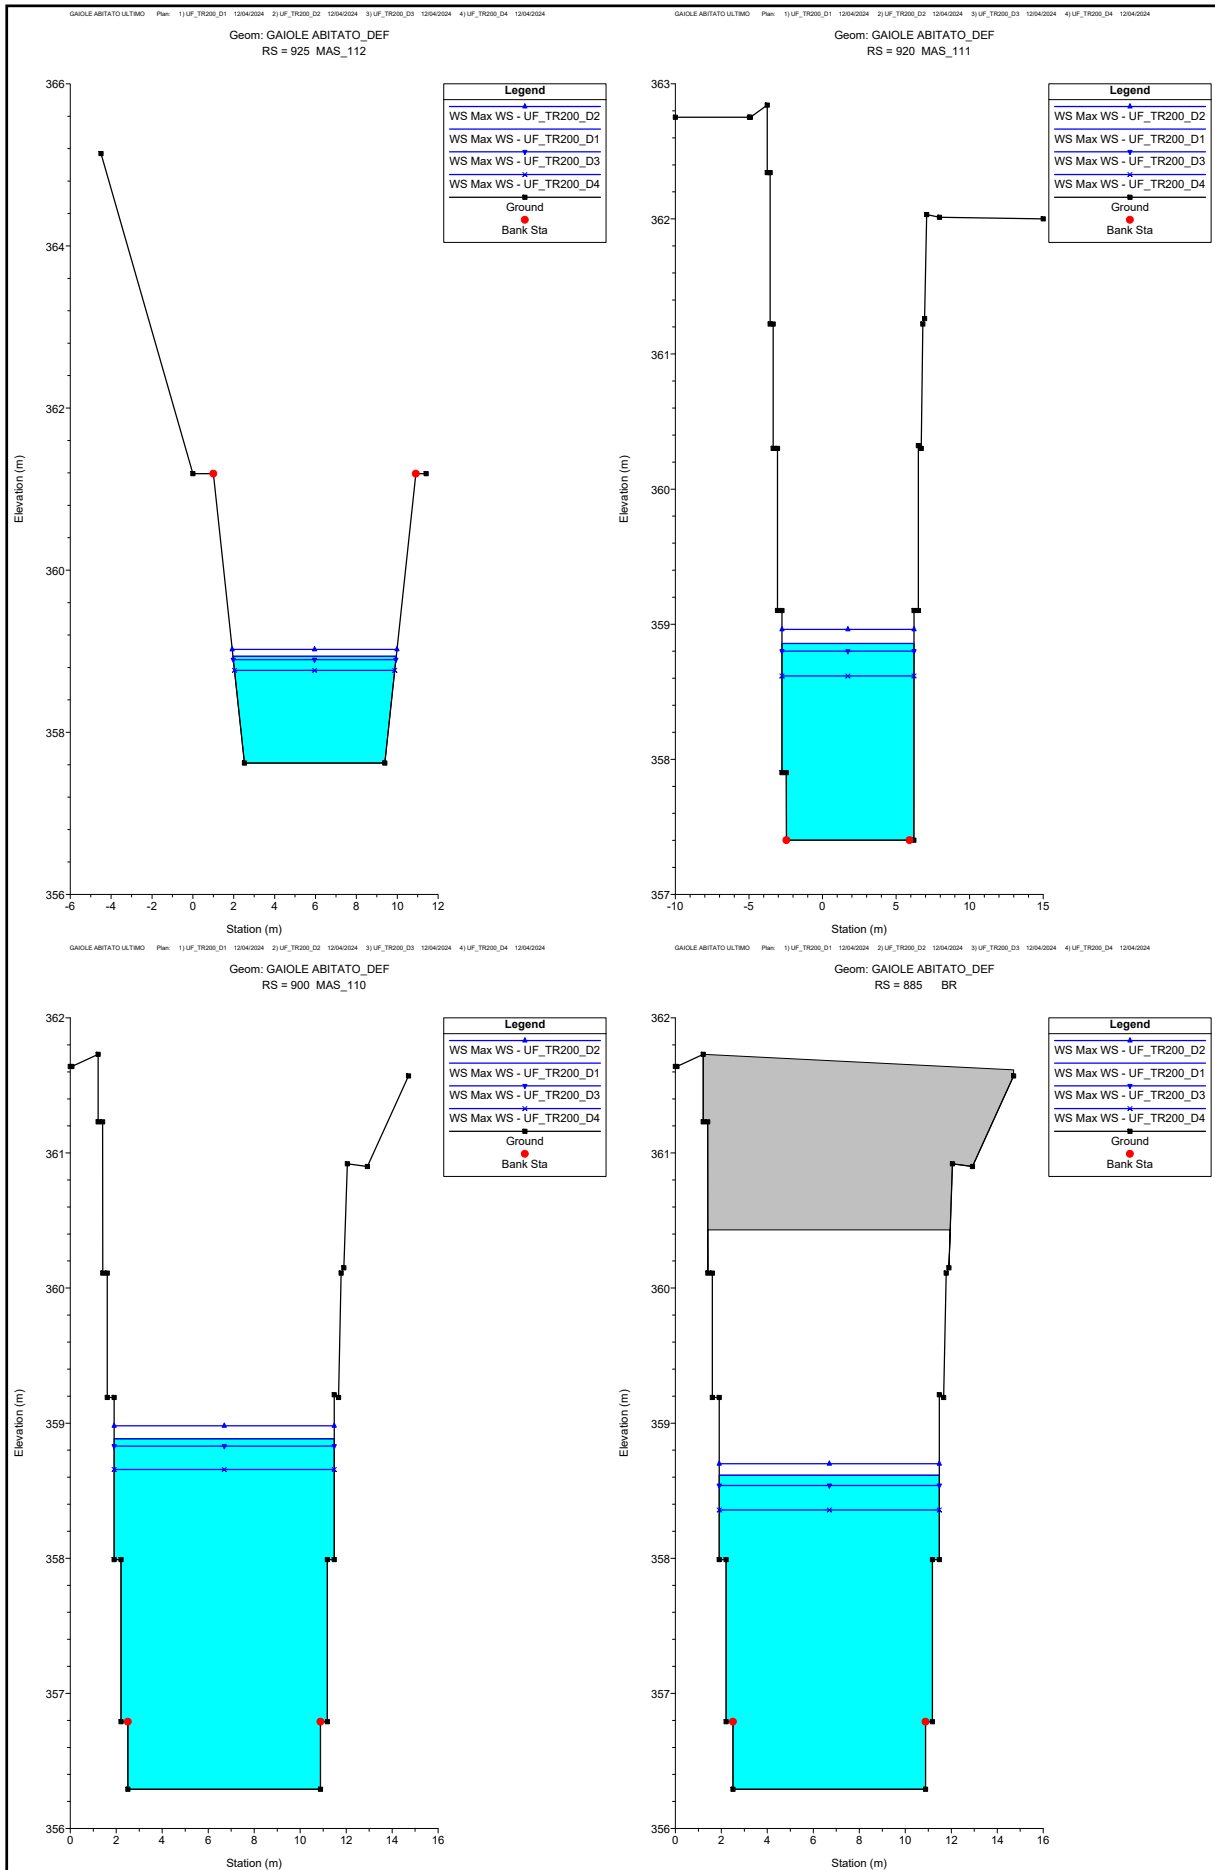 GAIOLE ABITATO ULTIMO Plan: 1) UF_TR200_D1 12/04/2024 2) UF_TR200_D2 12/04/2024 3) UF_TR200_D3 12/04/2024 4) UF_TR200_D4 12/04/2024
Geom: GAIOLE ABITATO_DEF
RS = 925 MAS_112
Legend
WS Max WS - UF_TR200_D2
WS Max WS - UF_TR200_D1
WS Max WS - UF_TR200_D3
WS Max WS - UF_TR200_D4
Ground
Bank Sta
366
364
362
360
358
356
Elevation (m)
-6 -4 -2 0 2 4 6 8 10 12
Station (m)
GAIOLE ABITATO ULTIMO Plan: 1) UF_TR200_D1 12/04/2024 2) UF_TR200_D2 12/04/2024 3) UF_TR200_D3 12/04/2024 4) UF_TR200_D4 12/04/2024
Geom: GAIOLE ABITATO_DEF
RS = 920 MAS_111
Legend
WS Max WS - UF_TR200_D2
WS Max WS - UF_TR200_D1
WS Max WS - UF_TR200_D3
WS Max WS - UF_TR200_D4
Ground
Bank Sta
363
362
361
360
359
358
357
Elevation (m)
-10 -5 0 5 10 15
Station (m)
GAIOLE ABITATO ULTIMO Plan: 1) UF_TR200_D1 12/04/2024 2) UF_TR200_D2 12/04/2024 3) UF_TR200_D3 12/04/2024 4) UF_TR200_D4 12/04/2024
Geom: GAIOLE ABITATO_DEF
RS = 900 MAS_110
Legend
WS Max WS - UF_TR200_D2
WS Max WS - UF_TR200_D1
WS Max WS - UF_TR200_D3
WS Max WS - UF_TR200_D4
Ground
Bank Sta
362
361
360
359
358
357
356
Elevation (m)
0 2 4 6 8 10 12 14 16
Station (m)
GAIOLE ABITATO ULTIMO Plan: 1) UF_TR200_D1 12/04/2024 2) UF_TR200_D2 12/04/2024 3) UF_TR200_D3 12/04/2024 4) UF_TR200_D4 12/04/2024
Geom: GAIOLE ABITATO_DEF
RS = 885 BR
Legend
WS Max WS - UF_TR200_D2
WS Max WS - UF_TR200_D1
WS Max WS - UF_TR200_D3
WS Max WS - UF_TR200_D4
Ground
Bank Sta
362
361
360
359
358
357
356
Elevation (m)
0 2 4 6 8 10 12 14 16
Station (m)